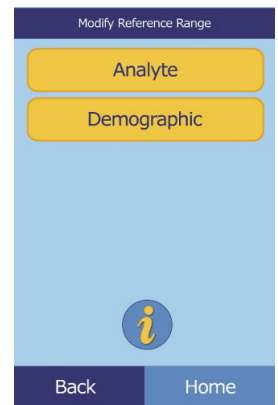 Modify Reference Range
Analyte
Demographic
i
Back Home